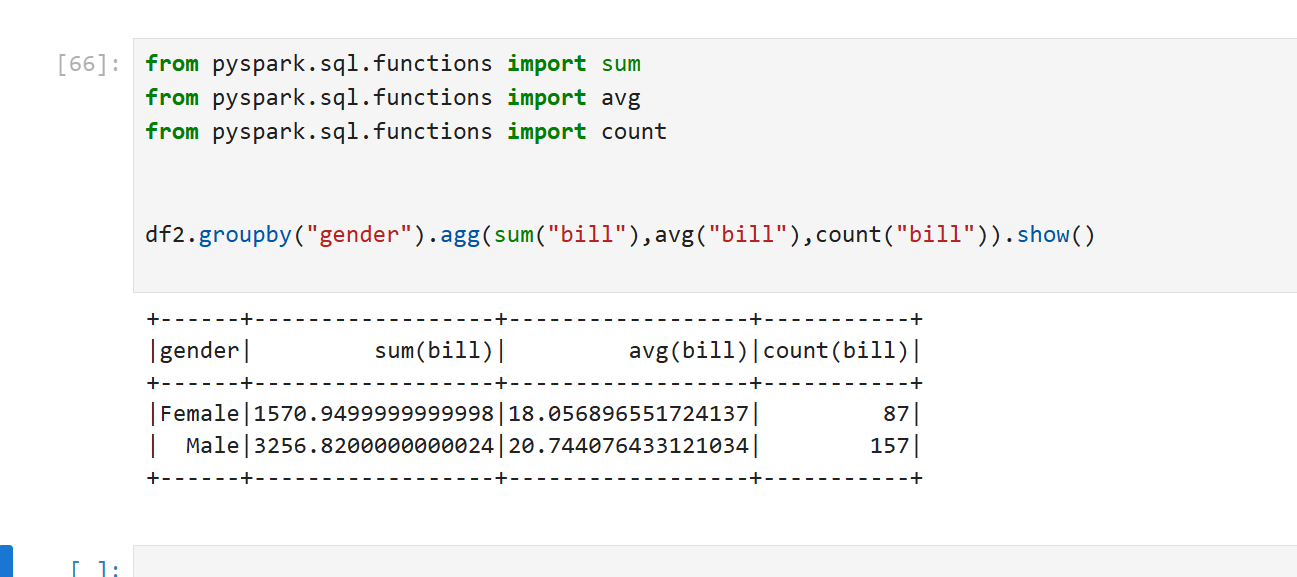 [66]:
from pyspark.sql.functions import sum
from pyspark.sql.functions import avg
from pyspark.sql.functions import count
df2.groupby("gender").agg(sum("bill"),avg("bill"),count("bill")).show()
+------+------------------+------------------+-----------+
|gender|         sum(bill)|         avg(bill)|count(bill)|
+------+------------------+------------------+-----------+
|Female|1570.9499999999998|18.056896551724137|         87|
|  Male|3256.8200000000024|20.744076433121034|        157|
+------+------------------+------------------+-----------+
[ ]: